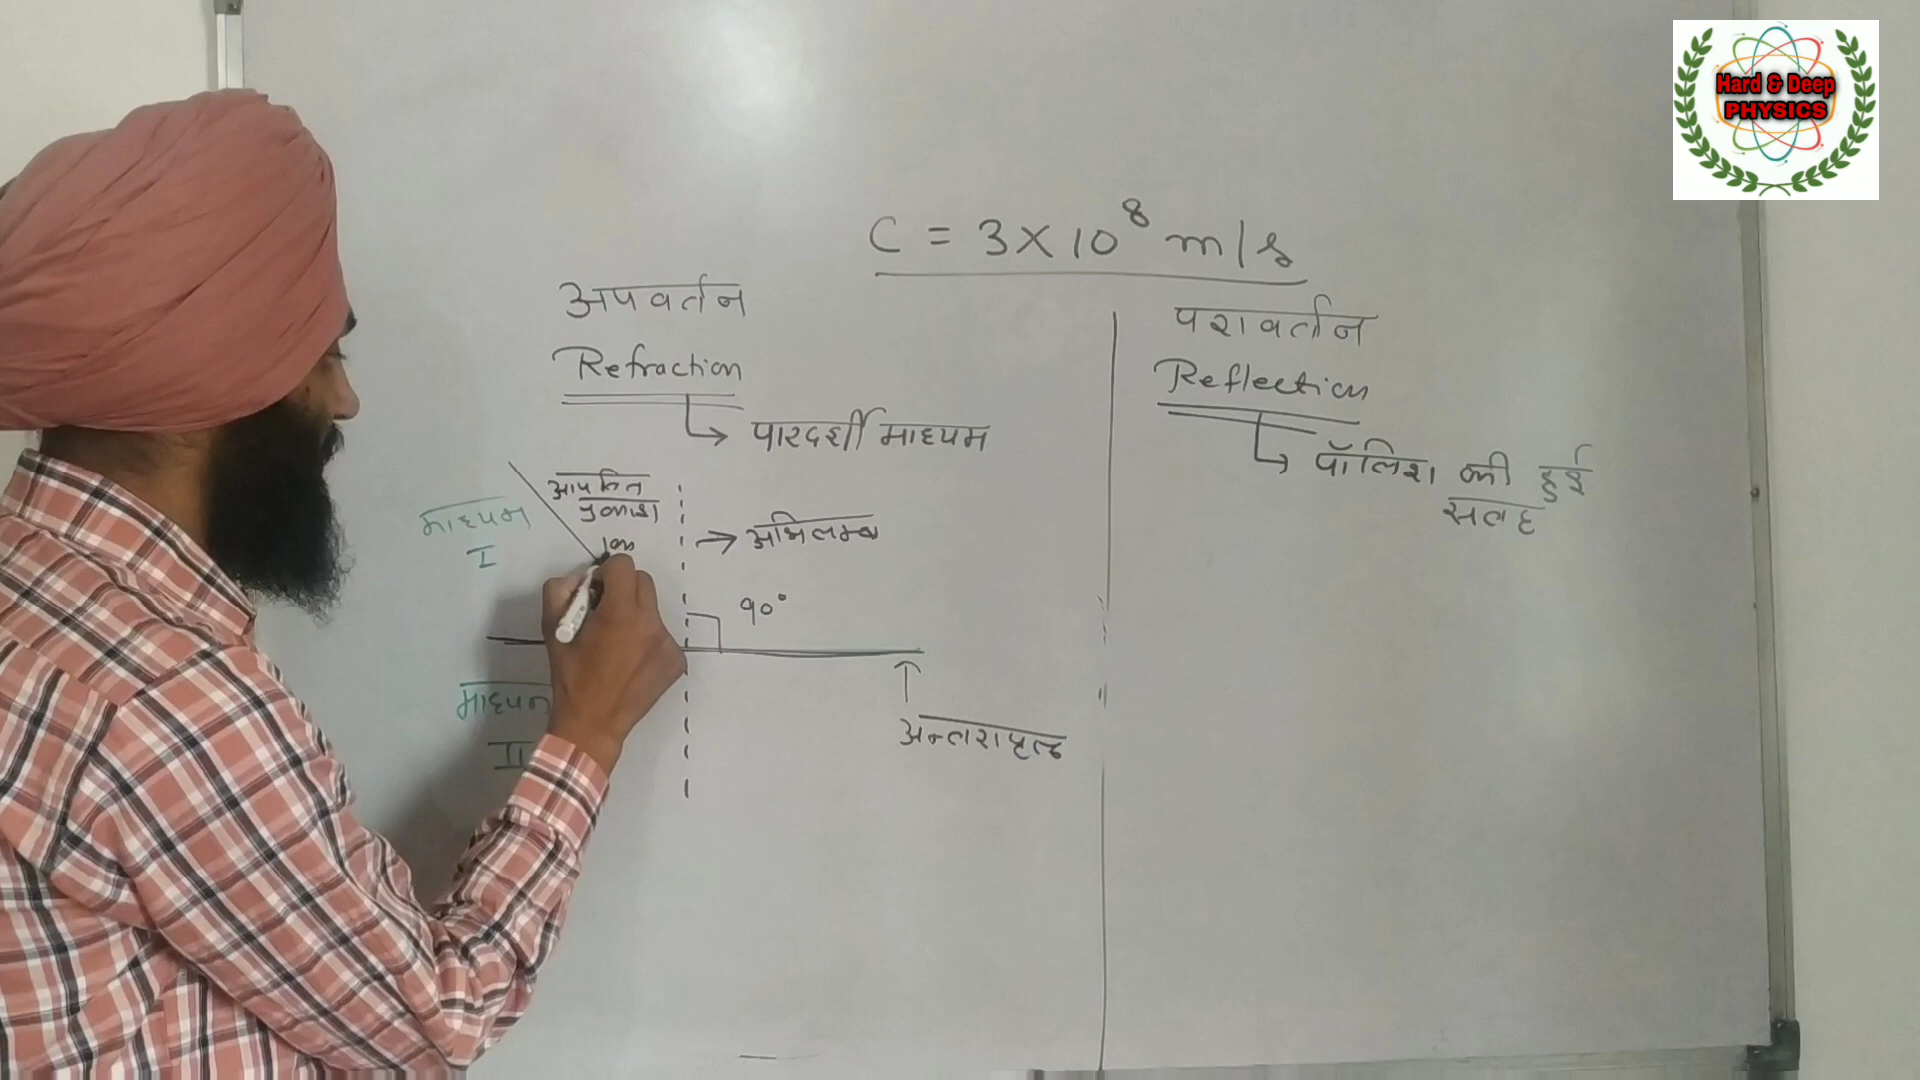 Hard & Deep
PHYSICS
C = 3×10⁸ m/s
अपवर्तन
Refraction
पारदर्शी माध्यम
माध्यम
I
आपतित
प्रकाश
अभिलम्ब
90°
माध्यम
II
अन्तरापृष्ठ
परावर्तन
Reflection
पॉलिश की हुई
सतह